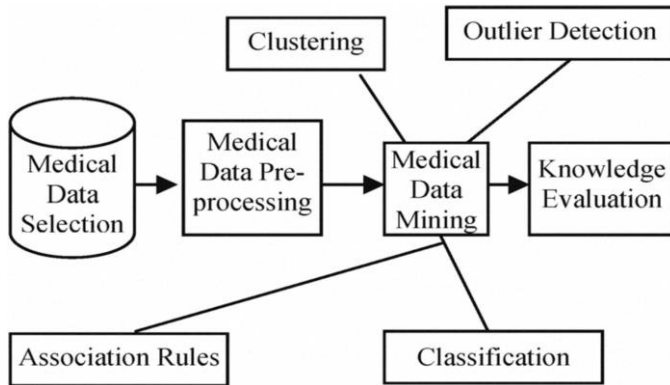 Clustering
Outlier Detection
Medical
Data
Selection
Medical
Data Pre-
processing
Medical
Data
Mining
Knowledge
Evaluation
Association Rules
Classification